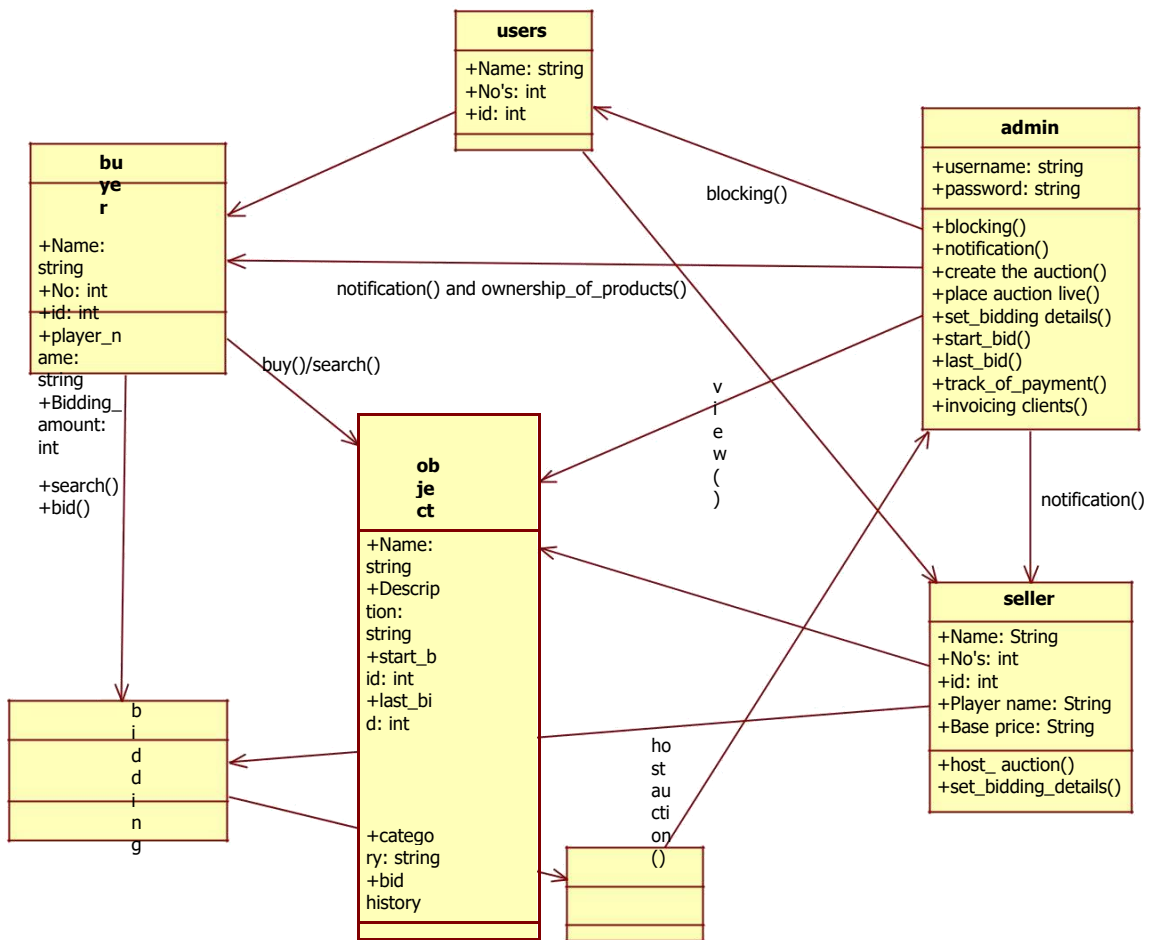 users
+Name: string
+No's: int
+id: int
admin
+username: string
+password: string
+blocking()
+notification()
+create the auction()
+place auction live()
+set_bidding details()
+start_bid()
+last_bid()
+track_of_payment()
+invoicing clients()
bu
ye
r
+Name:
string
+No: int
+id: int
+player_n
ame:
string
+Bidding_
amount:
int
+search()
+bid()
blocking()
notification() and ownership_of_products()
buy()/search()
v
i
e
w
(
)
notification()
ob
je
ct
+Name:
string
+Descrip
tion:
string
+start_b
id: int
+last_bi
d: int
+catego
ry: string
+bid
history
seller
+Name: String
+No's: int
+id: int
+Player name: String
+Base price: String
+host_ auction()
+set_bidding_details()
b
i
d
d
i
n
g
ho
st
au
cti
on
()